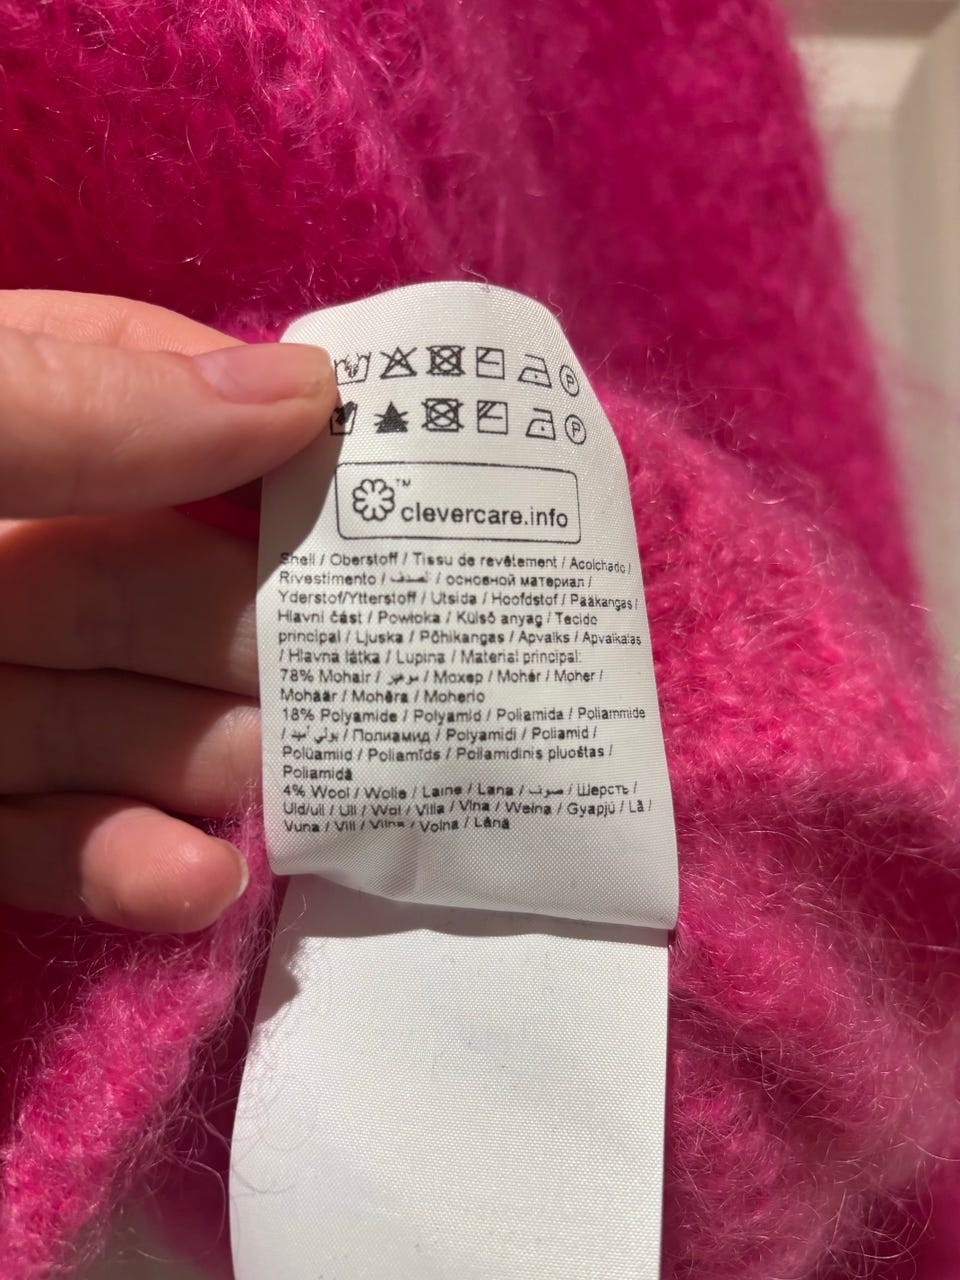 P
P
™
clevercare.info
Shell / Oberstoff / Tissu de revêtement / Acolchado /
Rivestimento / الصدف / основной материал /
Yderstof/Ytterstoff / Utsida / Hoofdstof / Pääkangas /
Hlavní část / Powłoka / Külső anyag / Tecido
principal / Ljuska / Põhikangas / Apvalks / Apvalkalas
/ Hlavná látka / Lupina / Material principal:
78% Mohair / موهير / Мохер / Mohér / Moher /
Mohäär / Mohēra / Moherio
18% Polyamide / Polyamid / Poliamida / Poliammide
/ بولي أميد / Полиамид / Polyamidi / Poliamid /
Polüamiid / Poliamīds / Poliamidinis pluoštas /
Poliamidă
4% Wool / Wolle / Laine / Lana / صوف / Шерсть /
Uld/ull / Ull / Wol / Villa / Vlna / Wełna / Gyapjú / Lã /
Vuna / Vill / Vilna / Volna / Lână